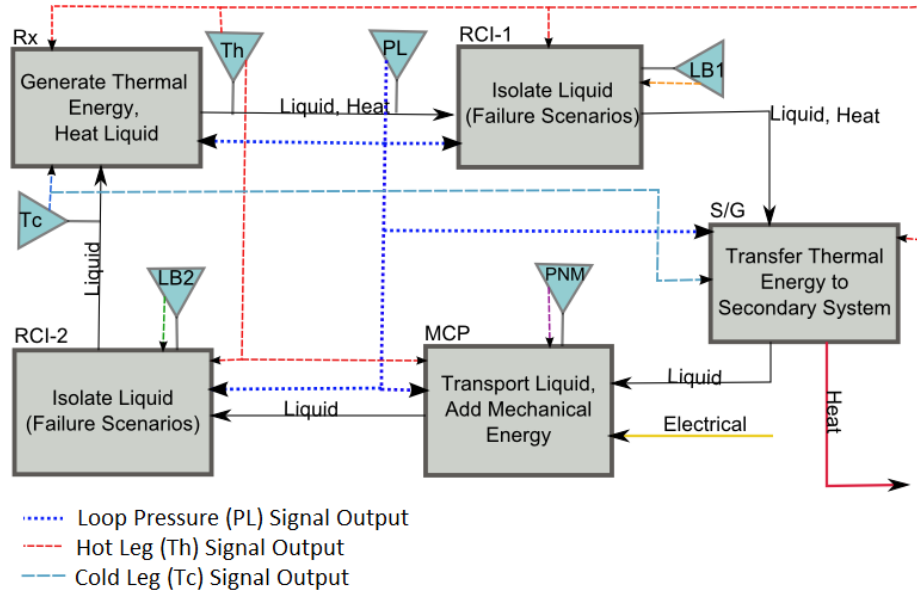 Rx
Th
PL
RCI-1
LB1
Generate Thermal
Energy,
Heat Liquid
Liquid, Heat
Isolate Liquid
(Failure Scenarios)
Liquid, Heat
Tc
Liquid
S/G
Transfer Thermal
Energy to
Secondary System
LB2
PNM
RCI-2
MCP
Isolate Liquid
(Failure Scenarios)
Liquid
Transport Liquid,
Add Mechanical
Energy
Liquid
Electrical
Heat
Loop Pressure (PL) Signal Output
Hot Leg (Th) Signal Output
Cold Leg (Tc) Signal Output